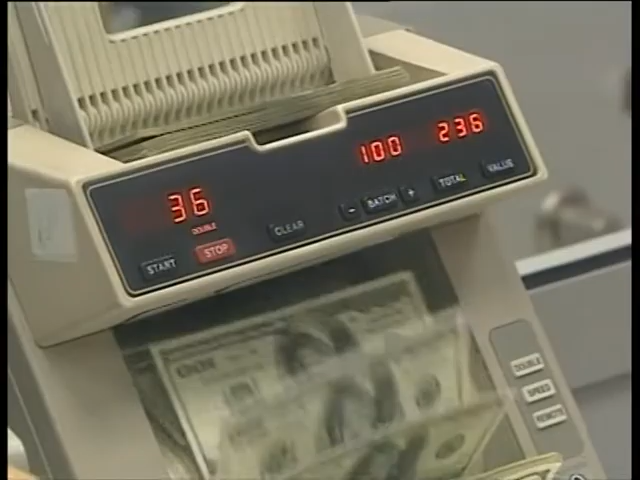 36
100
236
DOUBLE
START
STOP
CLEAR
- BATCH +
TOTAL
VALUE
DOUBLE
SPEED
REMOTE